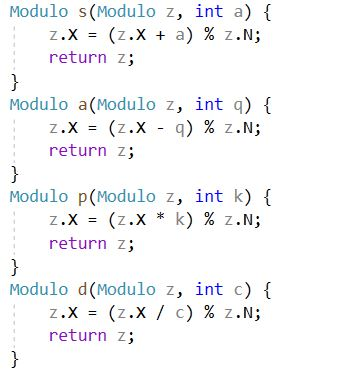 Modulo s(Modulo z, int a) {
    z.X = (z.X + a) % z.N;
    return z;
}
Modulo a(Modulo z, int q) {
    z.X = (z.X - q) % z.N;
    return z;
}
Modulo p(Modulo z, int k) {
    z.X = (z.X * k) % z.N;
    return z;
}
Modulo d(Modulo z, int c) {
    z.X = (z.X / c) % z.N;
    return z;
}